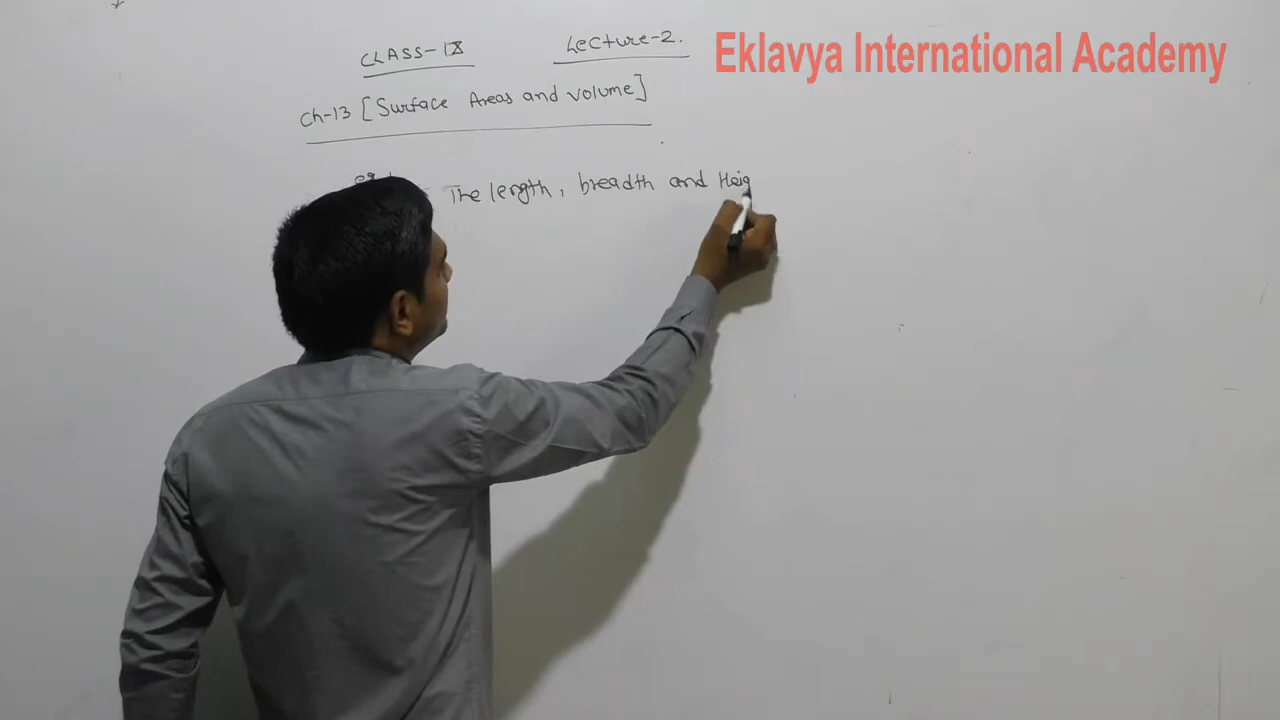 CLASS-IX
Lecture-2.
Eklavya International Academy
Ch-13 [Surface Areas and volume]
The length, breadth and Heig